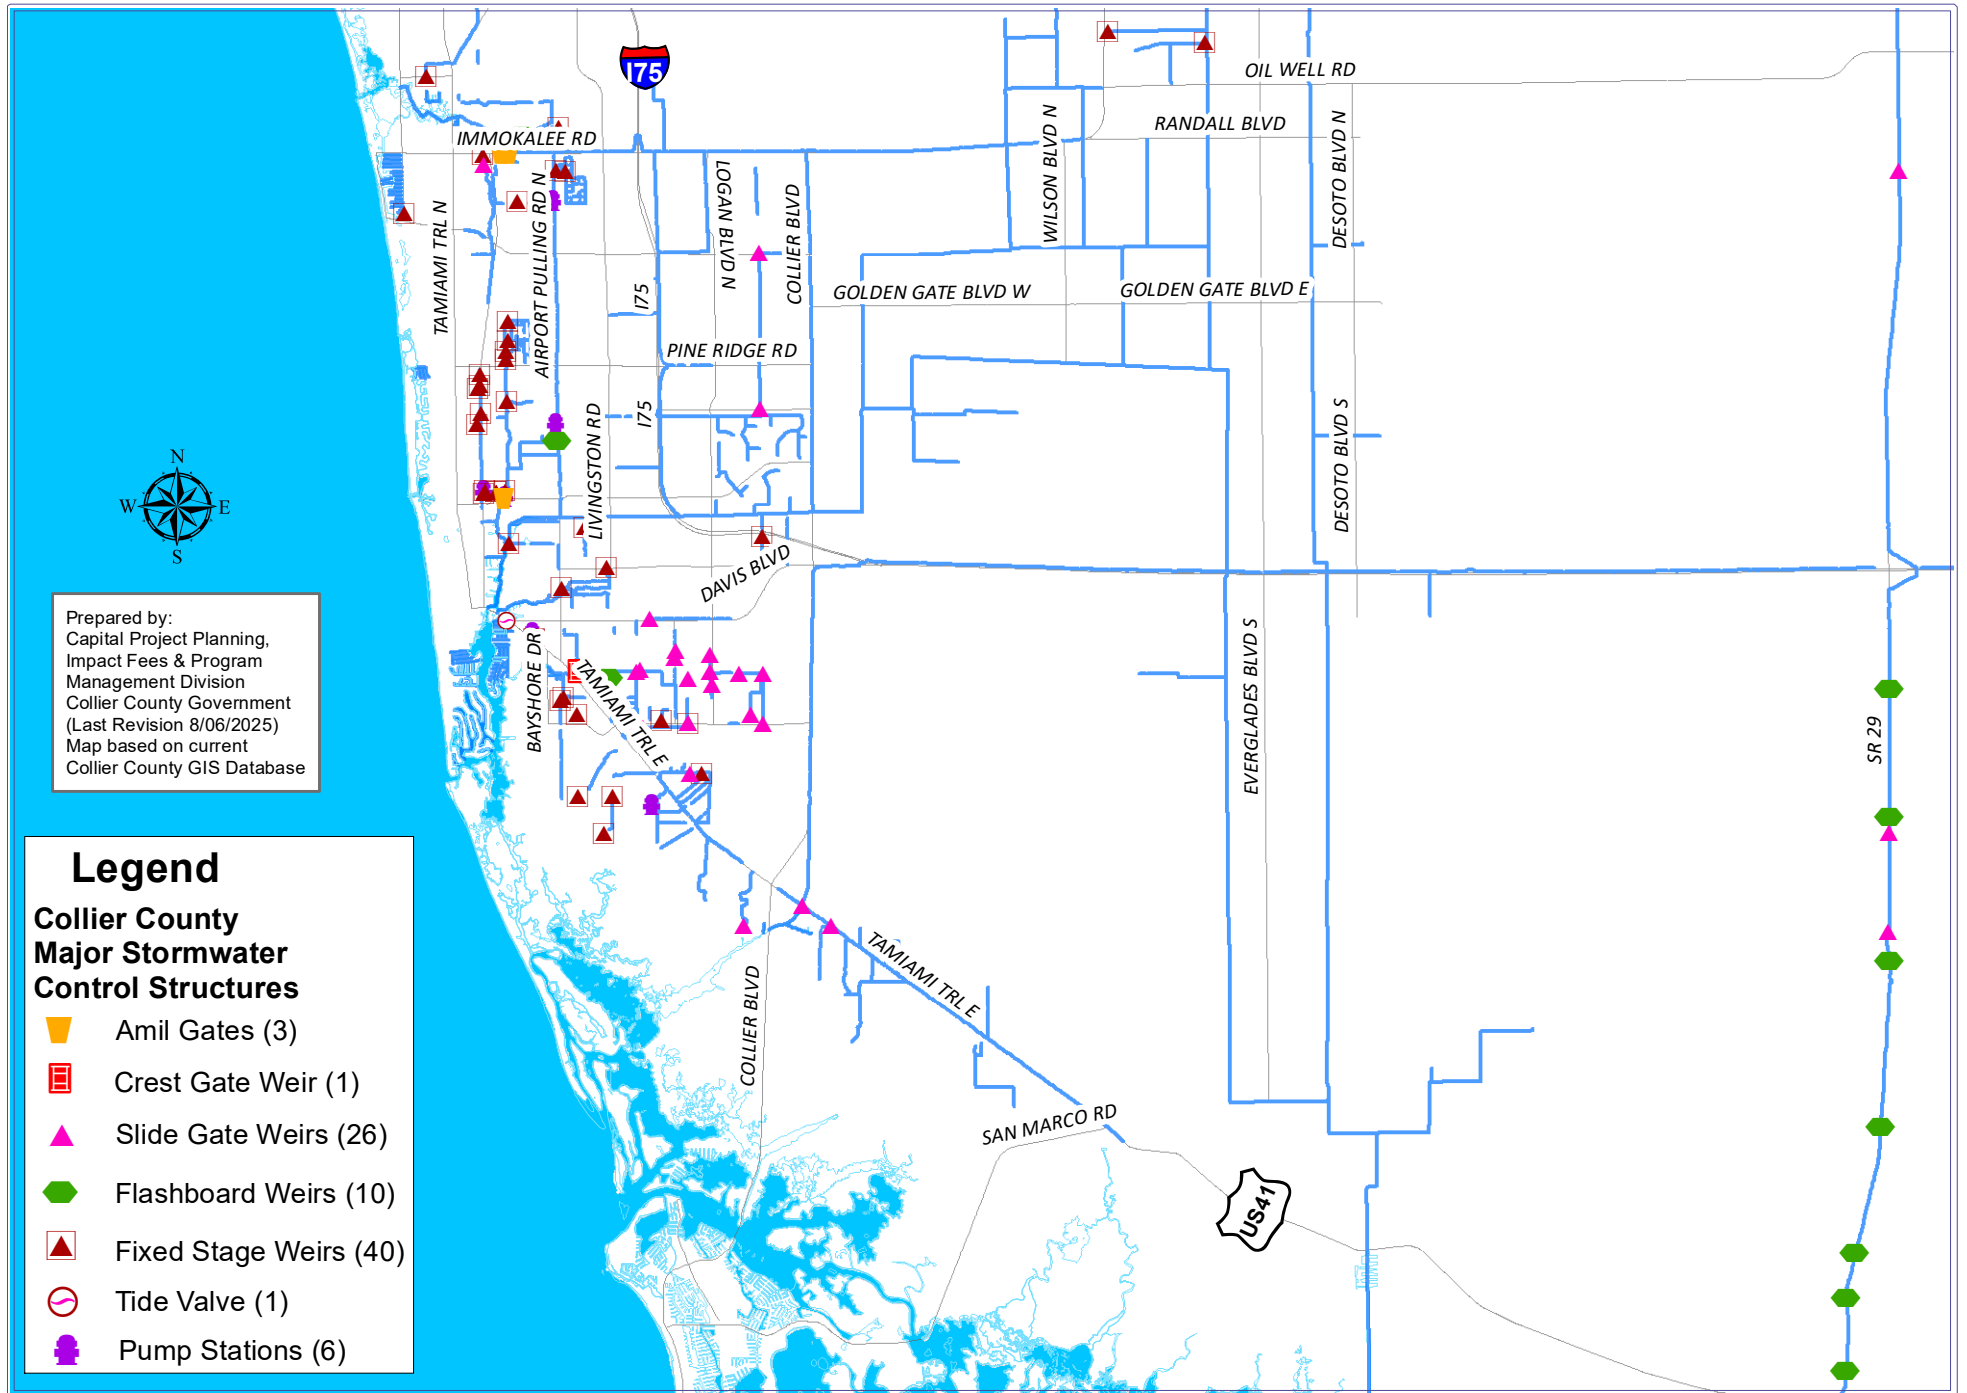 I75
OIL WELL RD
RANDALL BLVD
IMMOKALEE RD
WILSON BLVD N
DESOTO BLVD N
LOGAN BLVD N
COLLIER BLVD
TAMIAMI TRL N
AIRPORT PULLING RD N
I75
GOLDEN GATE BLVD W
GOLDEN GATE BLVD E
PINE RIDGE RD
I75
LIVINGSTON RD
DESOTO BLVD S
N
W
E
S
DAVIS BLVD
Prepared by:
Capital Project Planning,
Impact Fees & Program
Management Division
Collier County Government
(Last Revision 8/06/2025)
Map based on current
Collier County GIS Database
BAYSHORE DR
TAMIAMI TRL E
EVERGLADES BLVD S
SR 29
Legend
Collier County
Major Stormwater
Control Structures
Amil Gates (3)
Crest Gate Weir (1)
Slide Gate Weirs (26)
Flashboard Weirs (10)
Fixed Stage Weirs (40)
Tide Valve (1)
Pump Stations (6)
TAMIAMI TRL E
COLLIER BLVD
SAN MARCO RD
US41